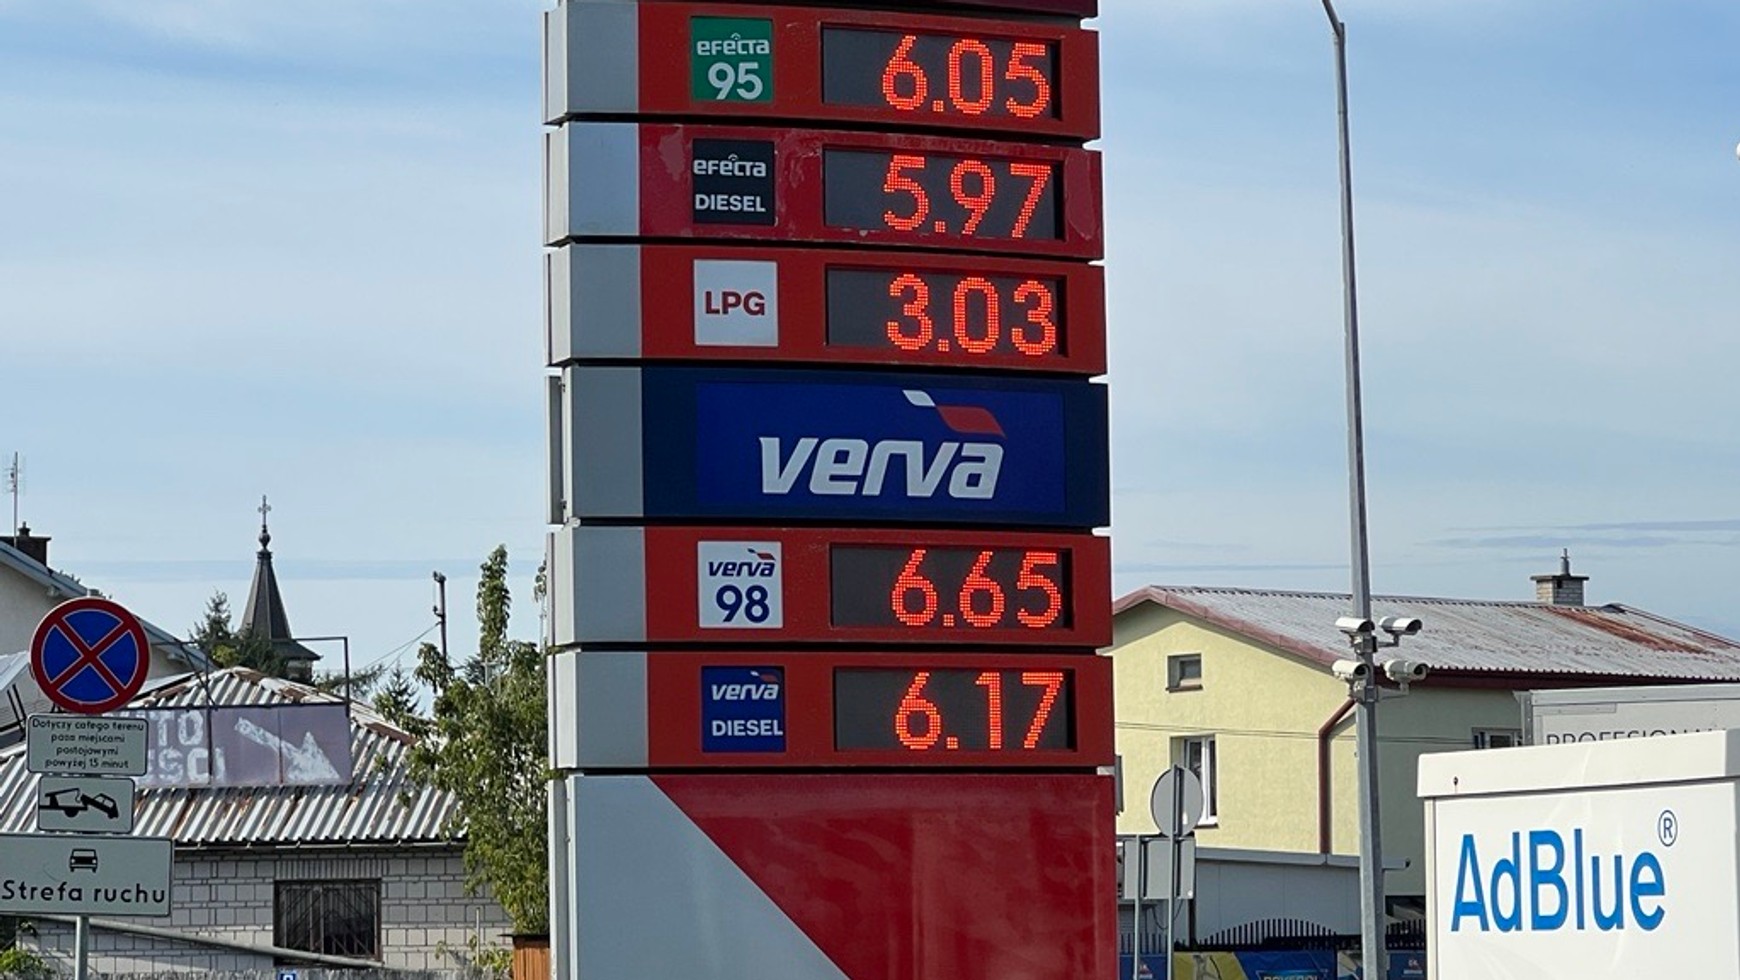 efecta
95
6.05
efecta
DIESEL
5.97
LPG
3.03
verva
verva
98
6.65
verva
DIESEL
6.17
Dotyczy całego terenu
poza miejscami
postojowymi
powyżej 15 minut
Strefa ruchu
AdBlue®